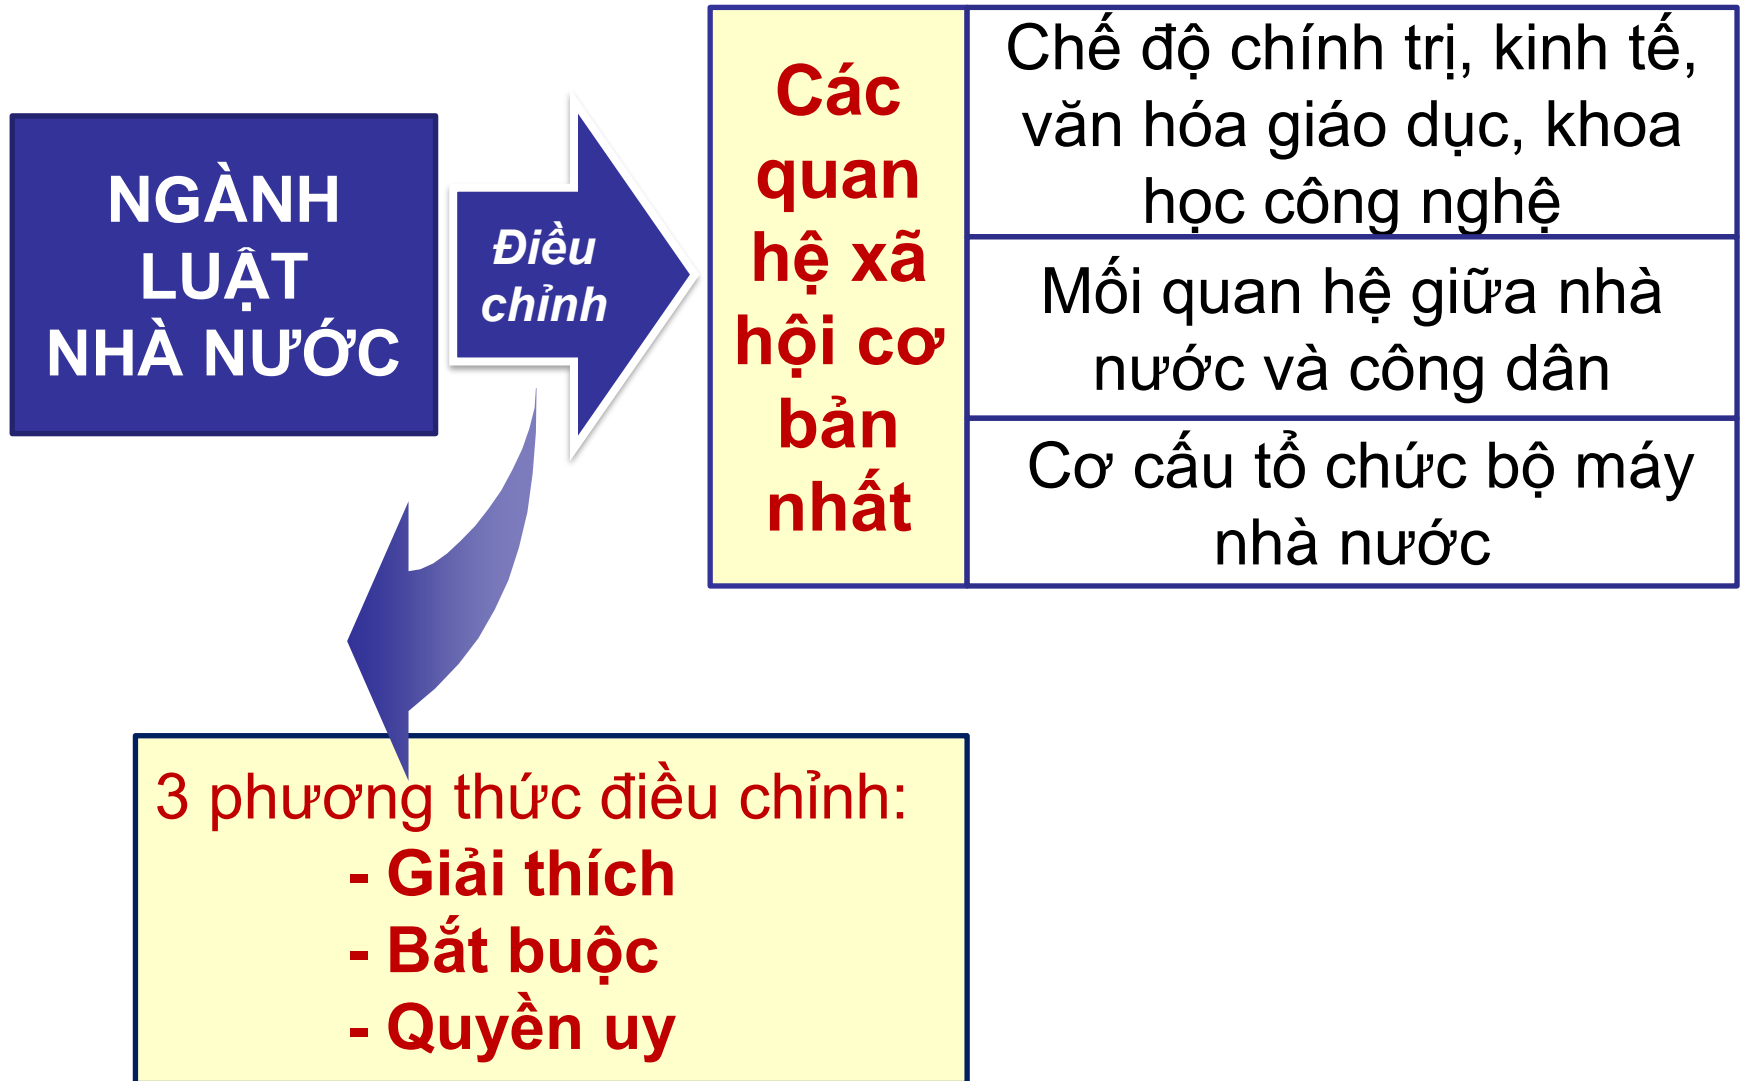 NGÀNH
LUẬT
NHÀ NƯỚC
Điều
chỉnh
Các
quan
hệ xã
hội cơ
bản
nhất
Chế độ chính trị, kinh tế,
văn hóa giáo dục, khoa
học công nghệ
Mối quan hệ giữa nhà
nước và công dân
Cơ cấu tổ chức bộ máy
nhà nước
3 phương thức điều chỉnh:
- Giải thích
- Bắt buộc
- Quyền uy